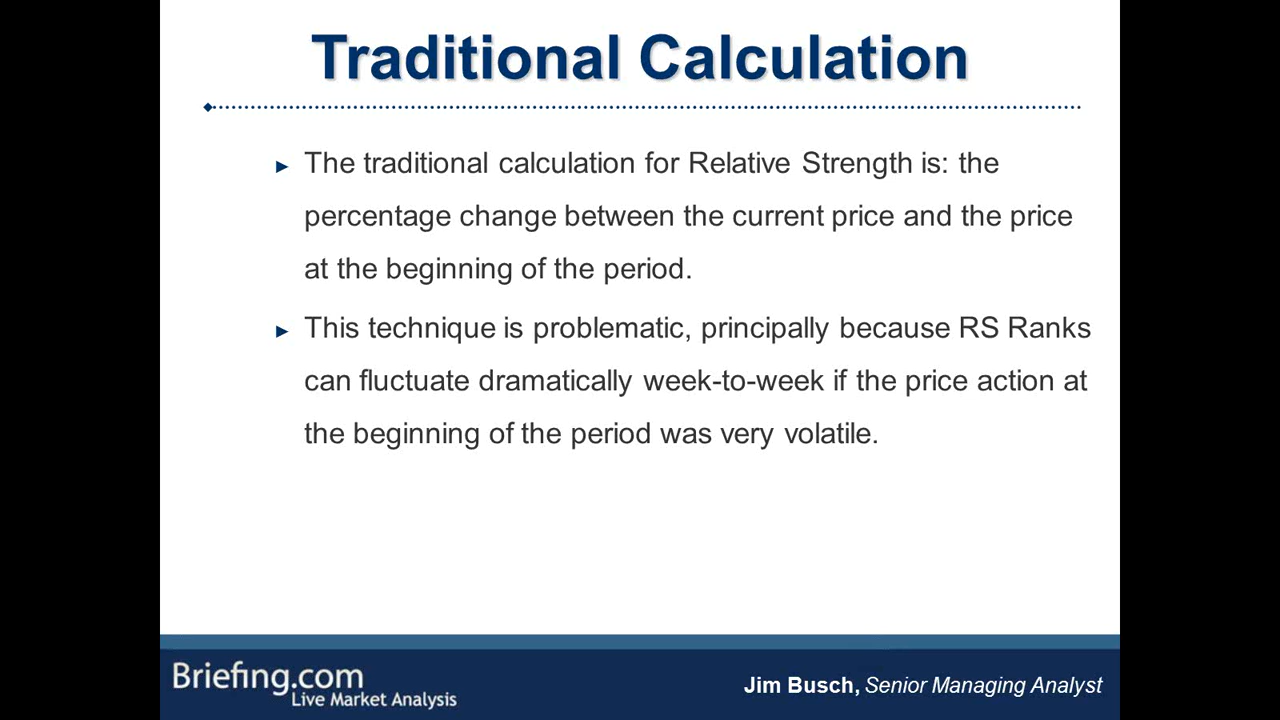 Traditional Calculation
► The traditional calculation for Relative Strength is: the
percentage change between the current price and the price
at the beginning of the period.
► This technique is problematic, principally because RS Ranks
can fluctuate dramatically week-to-week if the price action at
the beginning of the period was very volatile.
Briefing.com
Live Market Analysis
Jim Busch, Senior Managing Analyst